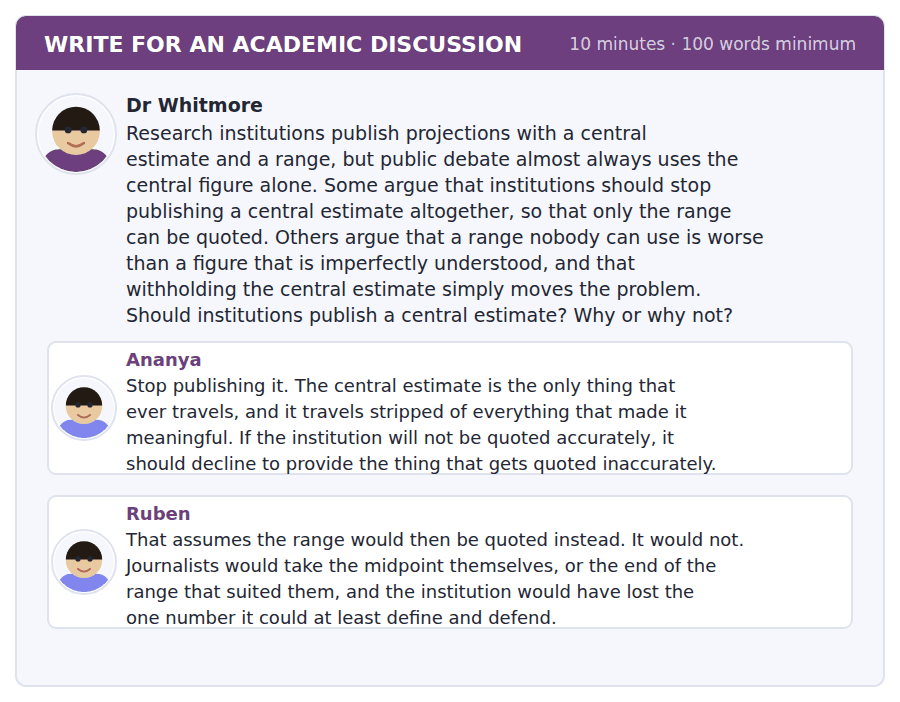 WRITE FOR AN ACADEMIC DISCUSSION
10 minutes · 100 words minimum
Dr Whitmore
Research institutions publish projections with a central
estimate and a range, but public debate almost always uses the
central figure alone. Some argue that institutions should stop
publishing a central estimate altogether, so that only the range
can be quoted. Others argue that a range nobody can use is worse
than a figure that is imperfectly understood, and that
withholding the central estimate simply moves the problem.
Should institutions publish a central estimate? Why or why not?
Ananya
Stop publishing it. The central estimate is the only thing that
ever travels, and it travels stripped of everything that made it
meaningful. If the institution will not be quoted accurately, it
should decline to provide the thing that gets quoted inaccurately.
Ruben
That assumes the range would then be quoted instead. It would not.
Journalists would take the midpoint themselves, or the end of the
range that suited them, and the institution would have lost the
one number it could at least define and defend.